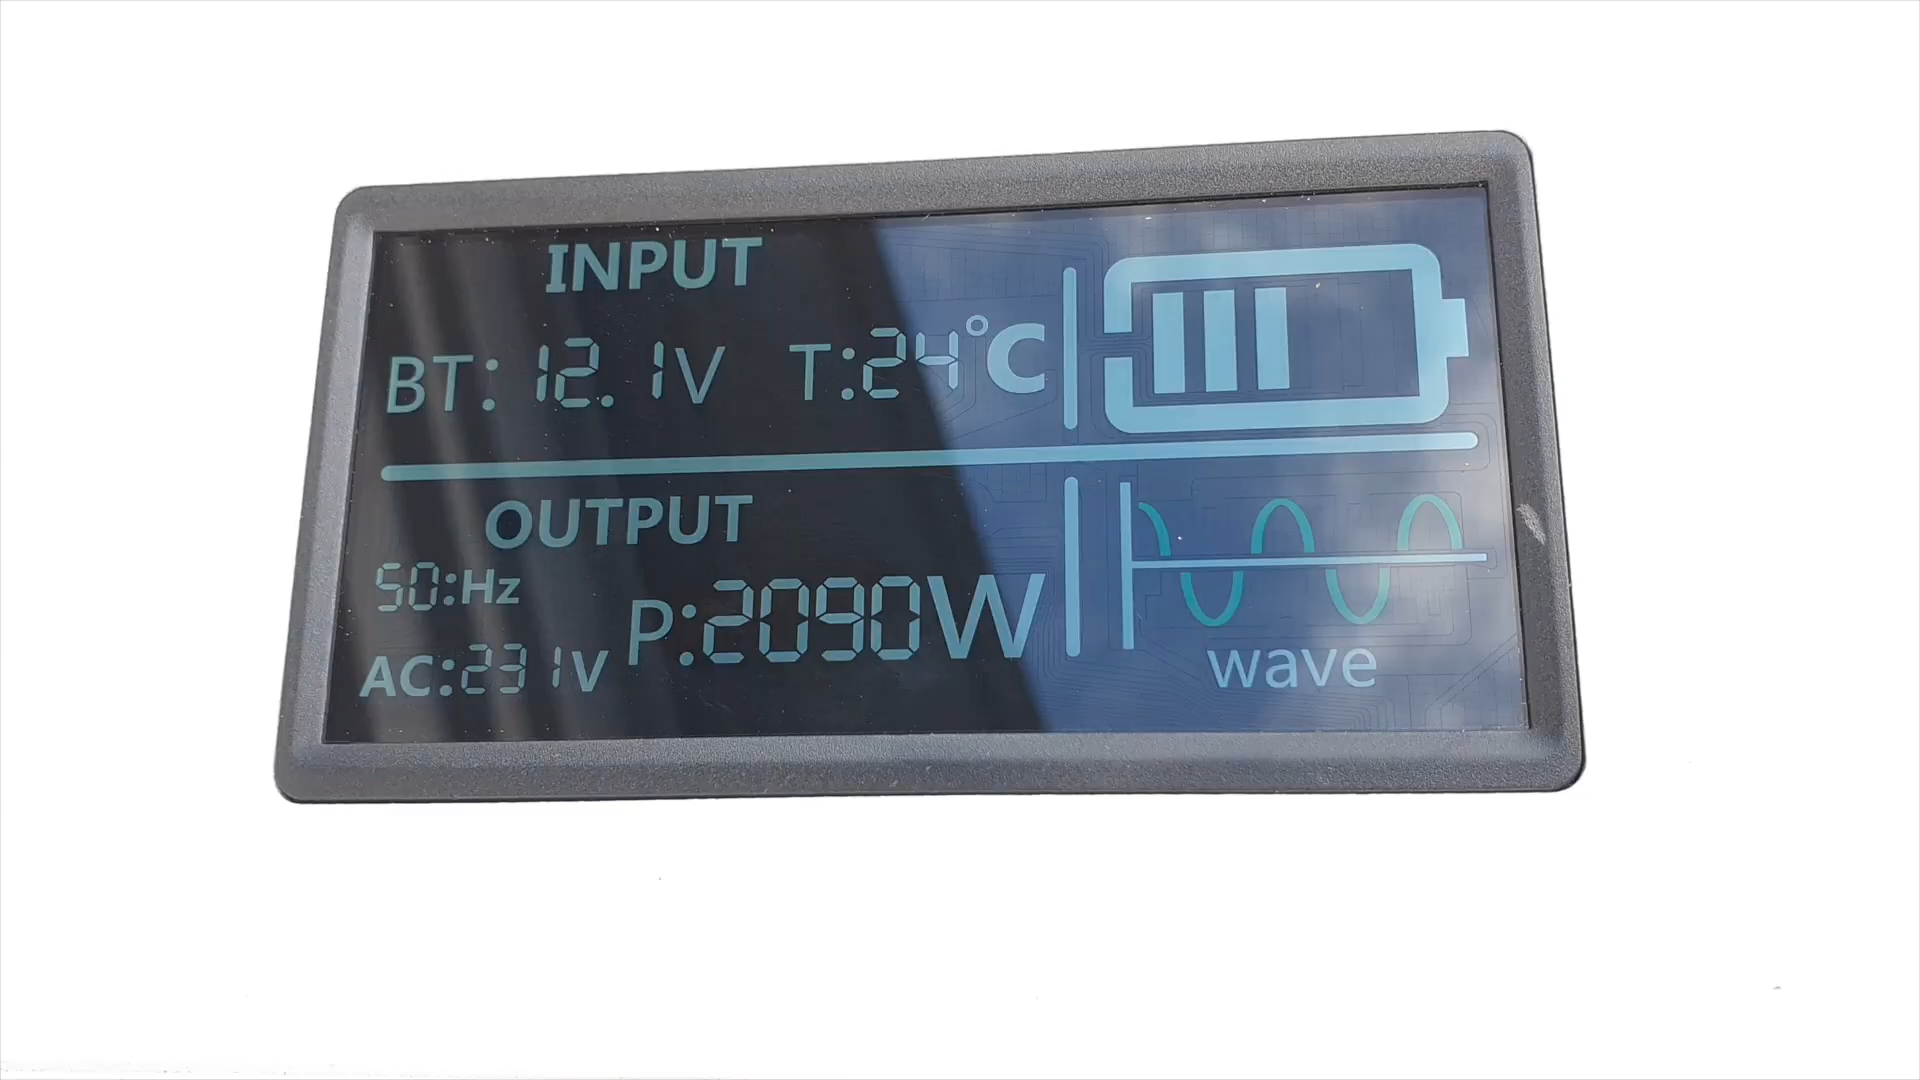 INPUT
BT: 12.1V T:24°C
OUTPUT
50:Hz
P:2090W
AC:231V
wave